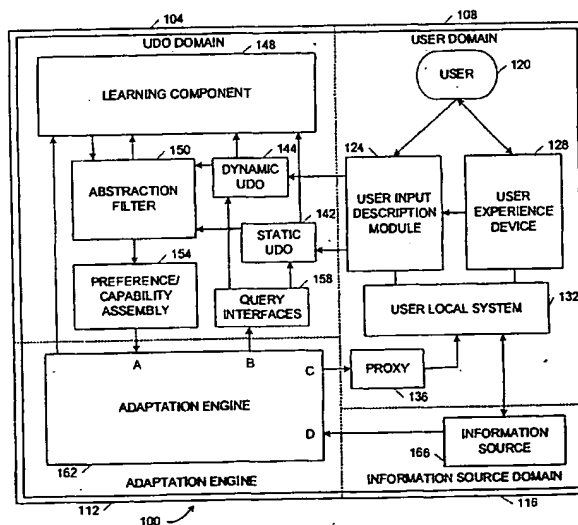 104
108
UDO DOMAIN
USER DOMAIN
148
LEARNING COMPONENT
USER
120
150
144
124
128
ABSTRACTION
FILTER
DYNAMIC
UDO
142
STATIC
UDO
USER INPUT
DESCRIPTION
MODULE
USER
EXPERIENCE
DEVICE
154
PREFERENCE/
CAPABILITY
ASSEMBLY
158
QUERY
INTERFACES
USER LOCAL SYSTEM
132
A
B
C
PROXY
136
ADAPTATION ENGINE
D
INFORMATION
SOURCE
162
166
ADAPTATION ENGINE
INFORMATION SOURCE DOMAIN
112
100
116